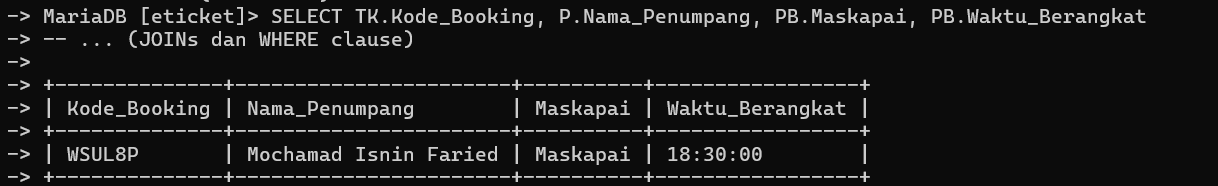 -> MariaDB [eticket]> SELECT TK.Kode_Booking, P.Nama_Penumpang, PB.Maskapai, PB.Waktu_Berangkat
-> -- ... (JOINs dan WHERE clause)
->
-> +--------------+-----------------------+----------+-----------------+
-> | Kode_Booking | Nama_Penumpang        | Maskapai | Waktu_Berangkat |
-> +--------------+-----------------------+----------+-----------------+
-> | WSUL8P       | Mochamad Isnin Faried | Maskapai | 18:30:00        |
-> +--------------+-----------------------+----------+-----------------+